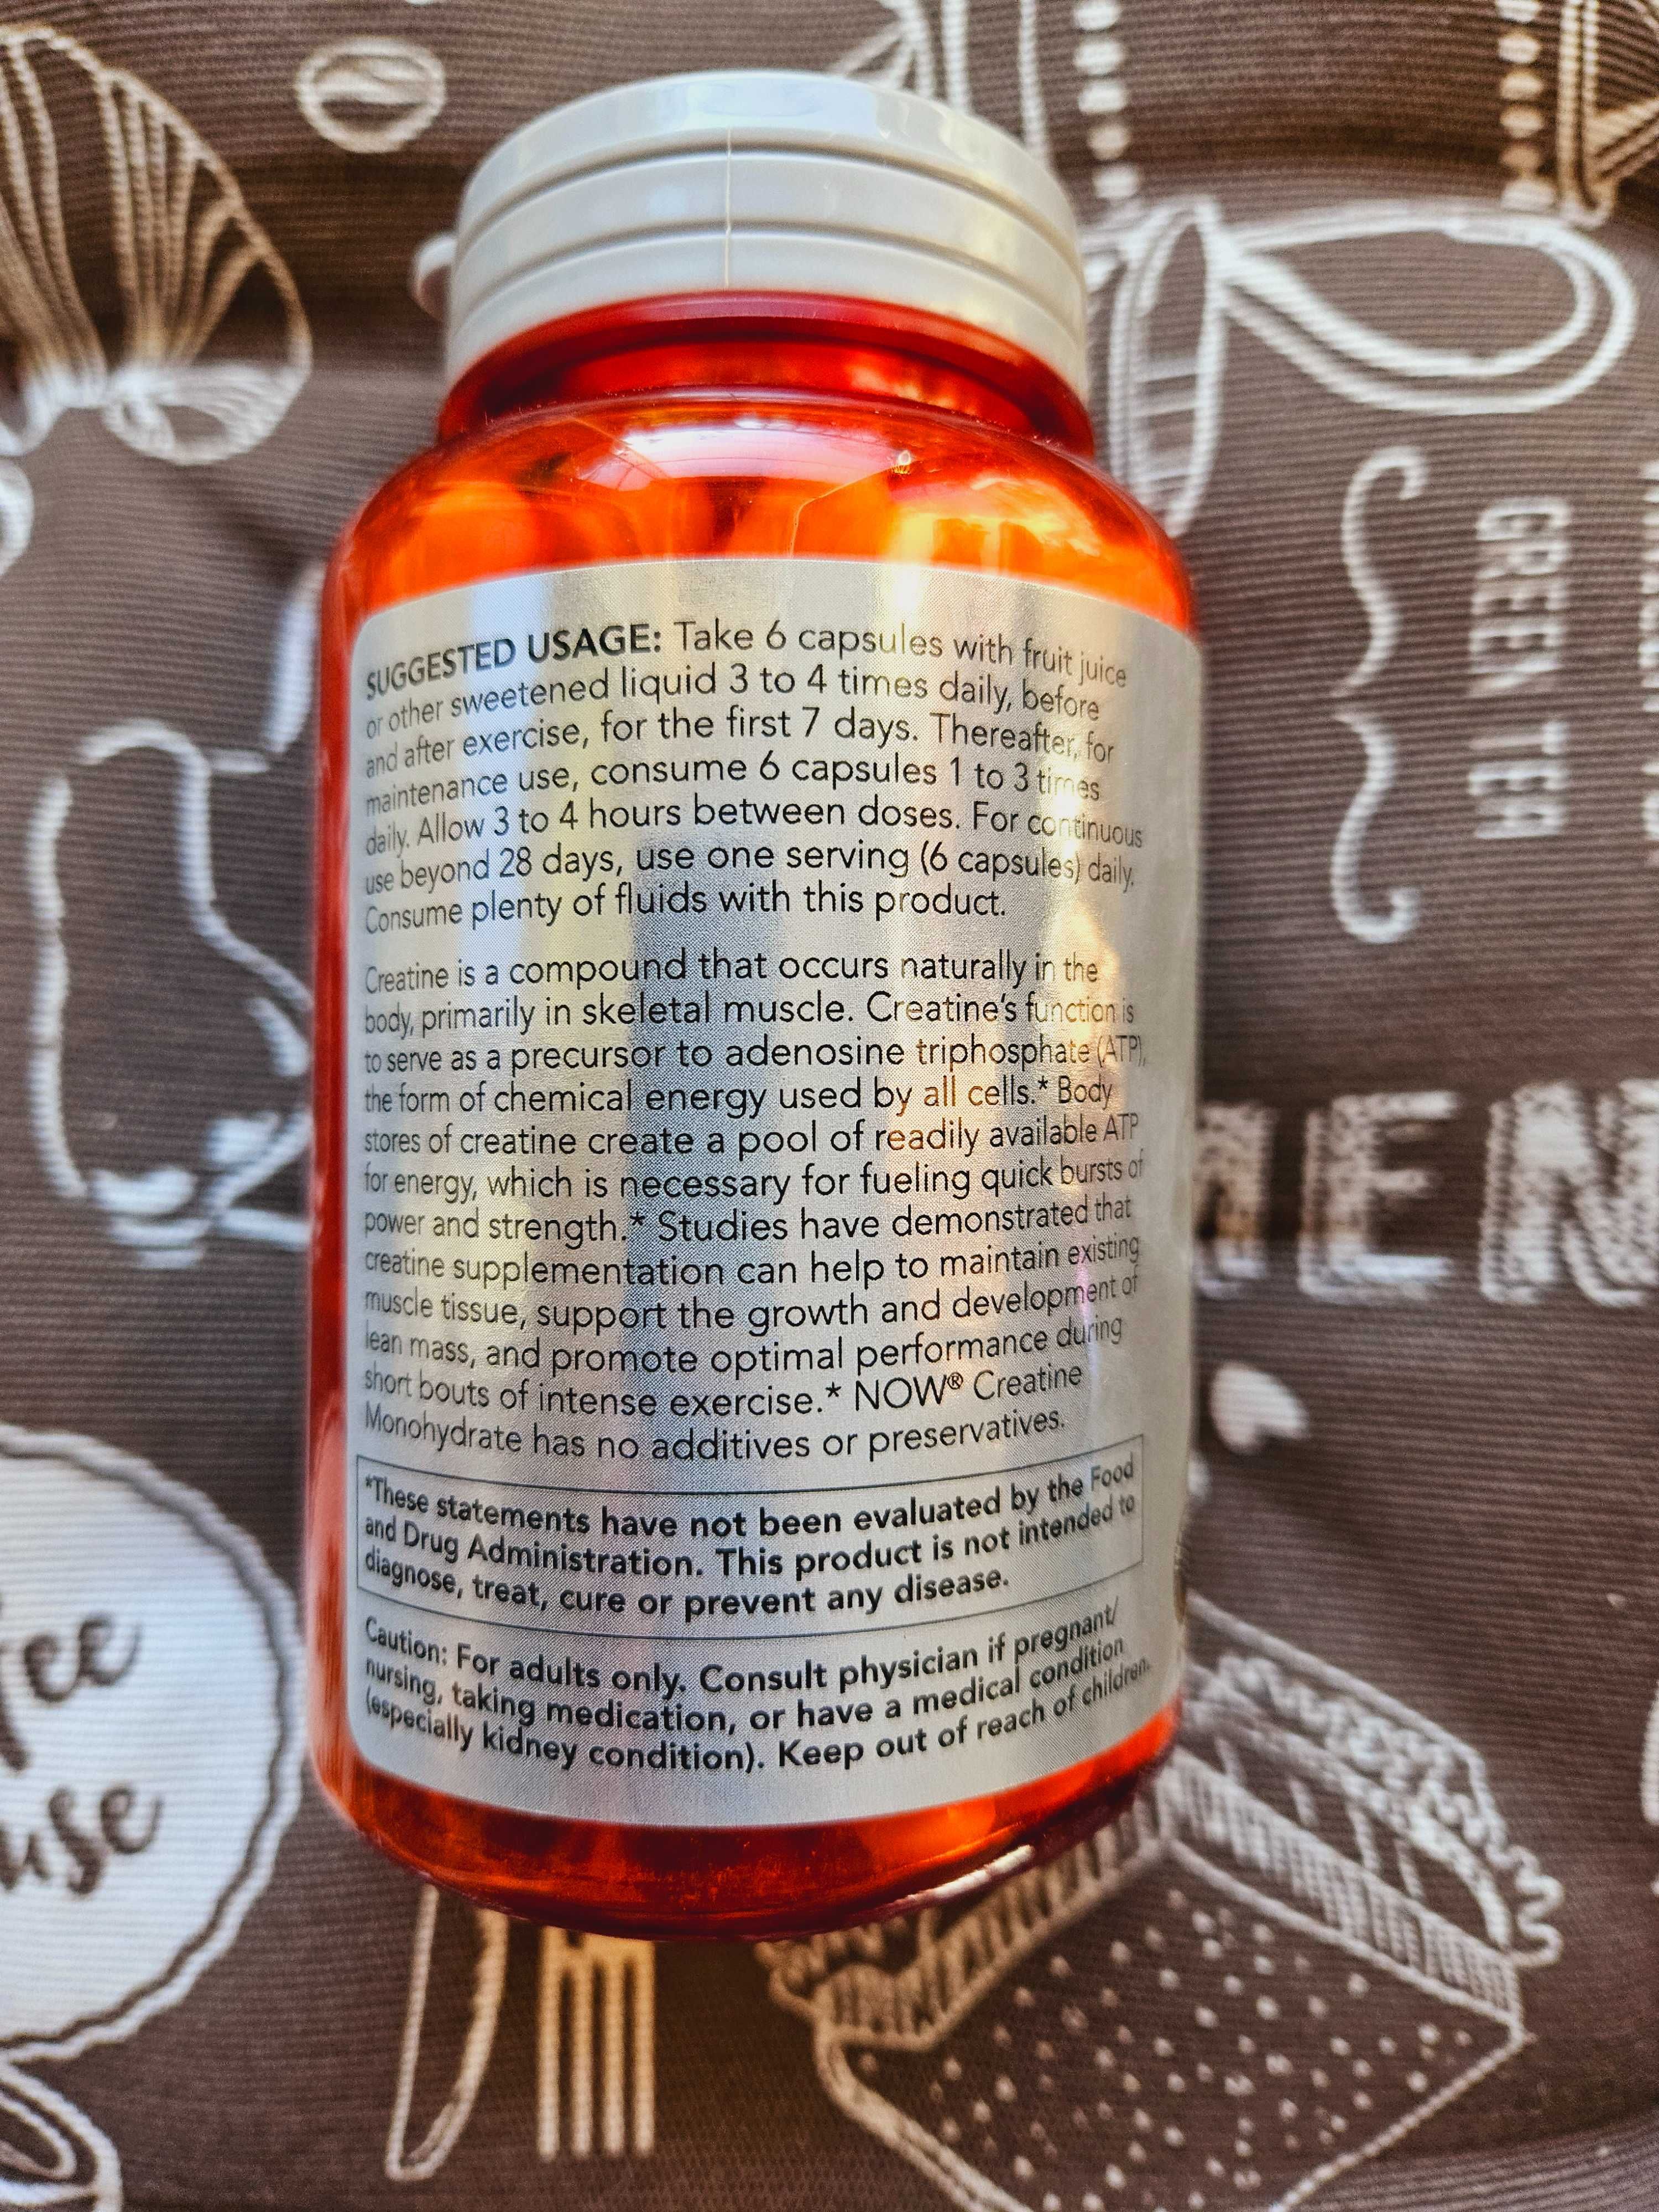 SUGGESTED USAGE: Take 6 capsules with fruit juice
or other sweetened liquid 3 to 4 times daily, before
and after exercise, for the first 7 days. Thereafter, for
maintenance use, consume 6 capsules 1 to 3 times
daily. Allow 3 to 4 hours between doses. For continuous
use beyond 28 days, use one serving (6 capsules) daily.
Consume plenty of fluids with this product.
Creatine is a compound that occurs naturally in the
body, primarily in skeletal muscle. Creatine's function is
to serve as a precursor to adenosine triphosphate (ATP),
the form of chemical energy used by all cells.* Body
stores of creatine create a pool of readily available ATP
for energy, which is necessary for fueling quick bursts of
power and strength.* Studies have demonstrated that
creatine supplementation can help to maintain existing
muscle tissue, support the growth and development of
lean mass, and promote optimal performance during
short bouts of intense exercise.* NOW® Creatine
Monohydrate has no additives or preservatives.
*These statements have not been evaluated by the Food
and Drug Administration. This product is not intended to
diagnose, treat, cure or prevent any disease.
Caution: For adults only. Consult physician if pregnant/
nursing, taking medication, or have a medical condition
(especially kidney condition). Keep out of reach of children.
GREEN TEA
MEN